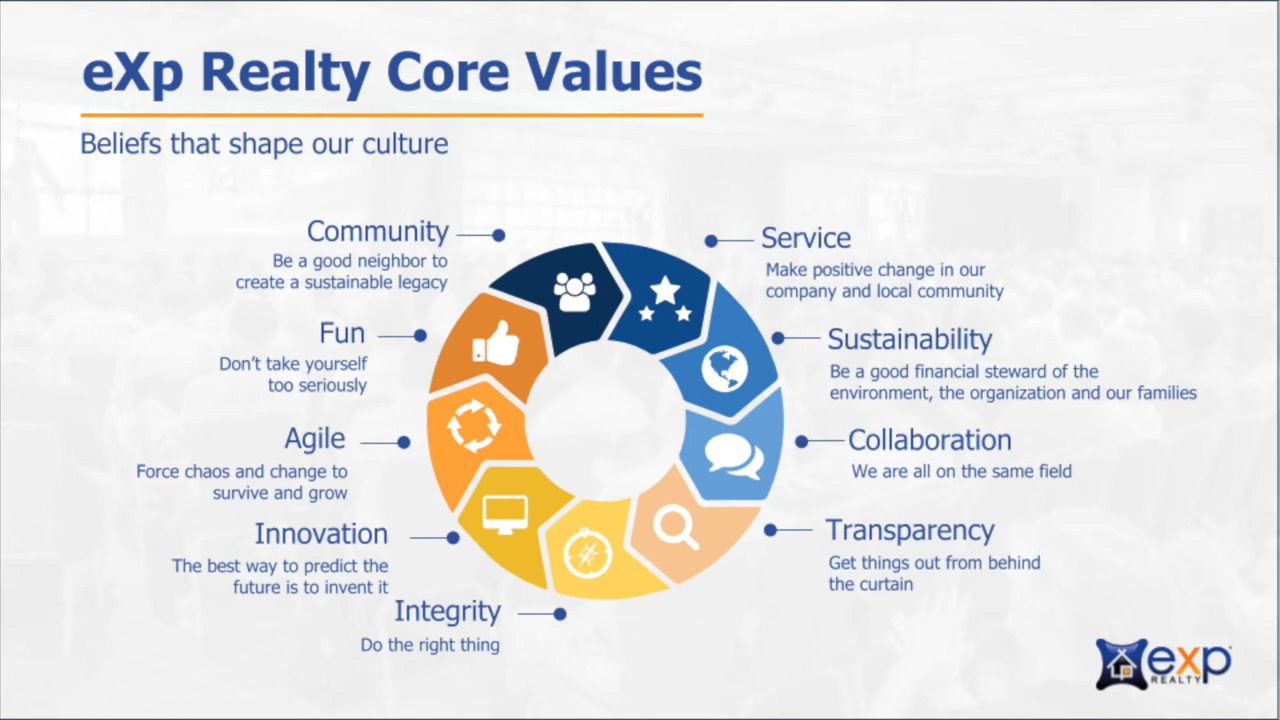 eXp Realty Core Values
Beliefs that shape our culture
Community
Be a good neighbor to
create a sustainable legacy
Fun
Don't take yourself
too seriously
Agile
Force chaos and change to
survive and grow
Innovation
The best way to predict the
future is to invent it
Integrity
Do the right thing
Service
Make positive change in our
company and local community
Sustainability
Be a good financial steward of the
environment, the organization and our families
Collaboration
We are all on the same field
Transparency
Get things out from behind
the curtain
exp
REALTY